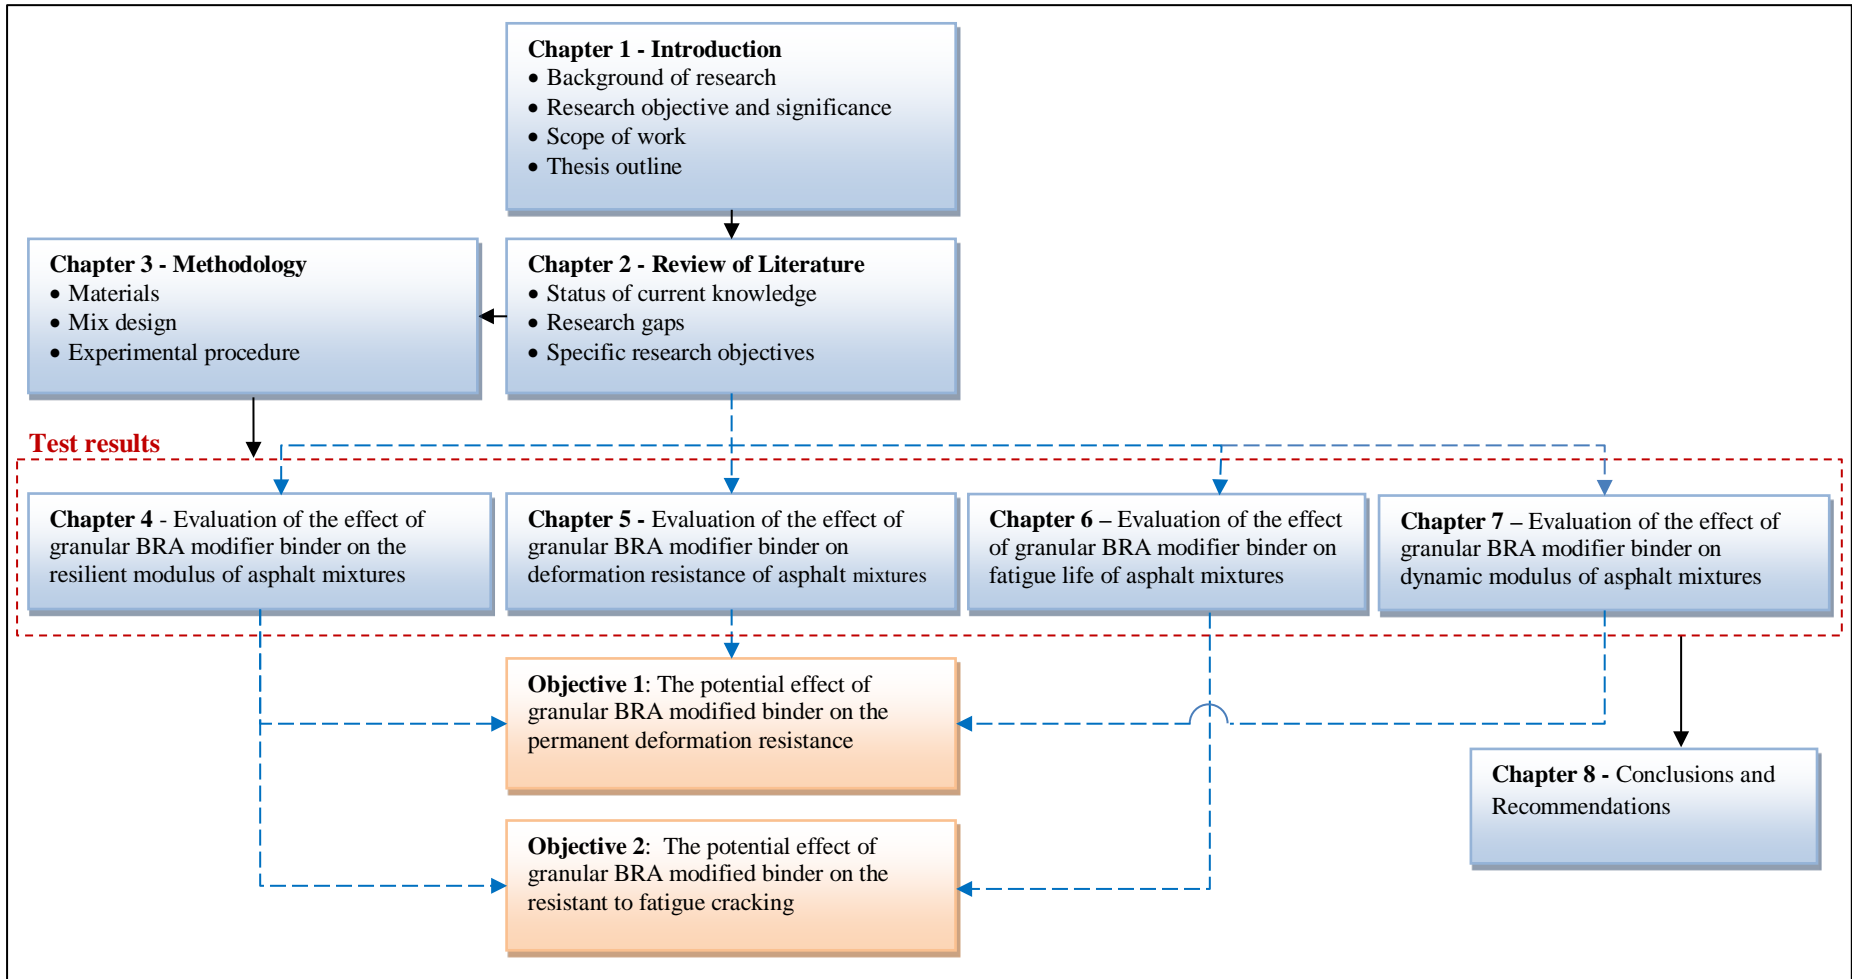 Chapter 1 - Introduction
• Background of research
• Research objective and significance
• Scope of work
• Thesis outline
Chapter 3 - Methodology
• Materials
• Mix design
• Experimental procedure
Chapter 2 - Review of Literature
• Status of current knowledge
• Research gaps
• Specific research objectives
Test results
Chapter 4 - Evaluation of the effect of
granular BRA modifier binder on the
resilient modulus of asphalt mixtures
Chapter 5 - Evaluation of the effect of
granular BRA modifier binder on
deformation resistance of asphalt mixtures
Chapter 6 – Evaluation of the effect
of granular BRA modifier binder on
fatigue life of asphalt mixtures
Chapter 7 – Evaluation of the effect of
granular BRA modifier binder on
dynamic modulus of asphalt mixtures
Objective 1: The potential effect of
granular BRA modified binder on the
permanent deformation resistance
Chapter 8 - Conclusions and
Recommendations
Objective 2:  The potential effect of
granular BRA modified binder on the
resistant to fatigue cracking